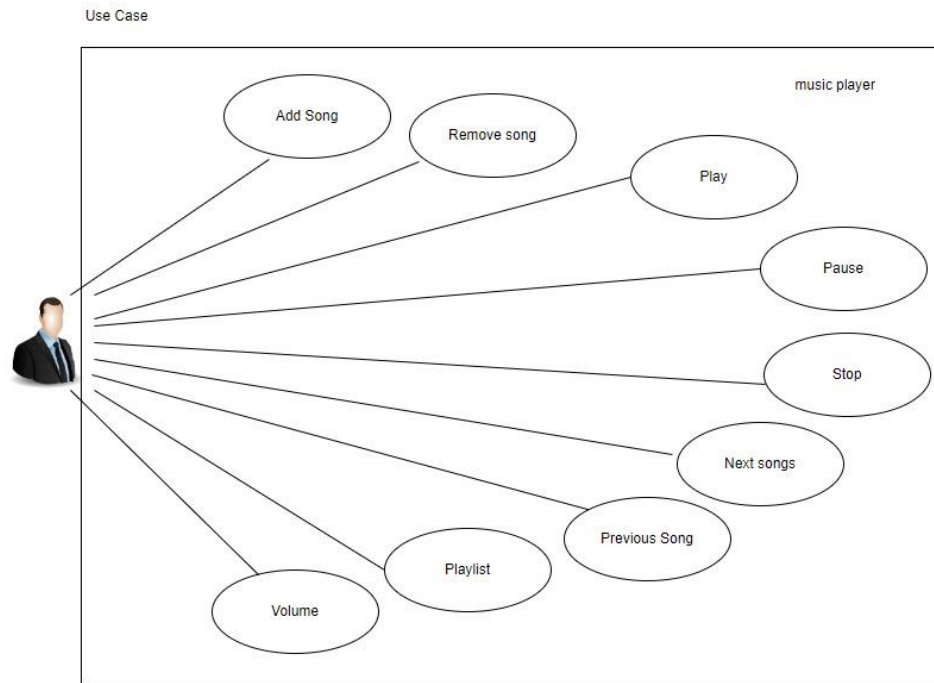 Use Case
music player
Add Song
Remove song
Play
Pause
Stop
Next songs
Previous Song
Playlist
Volume